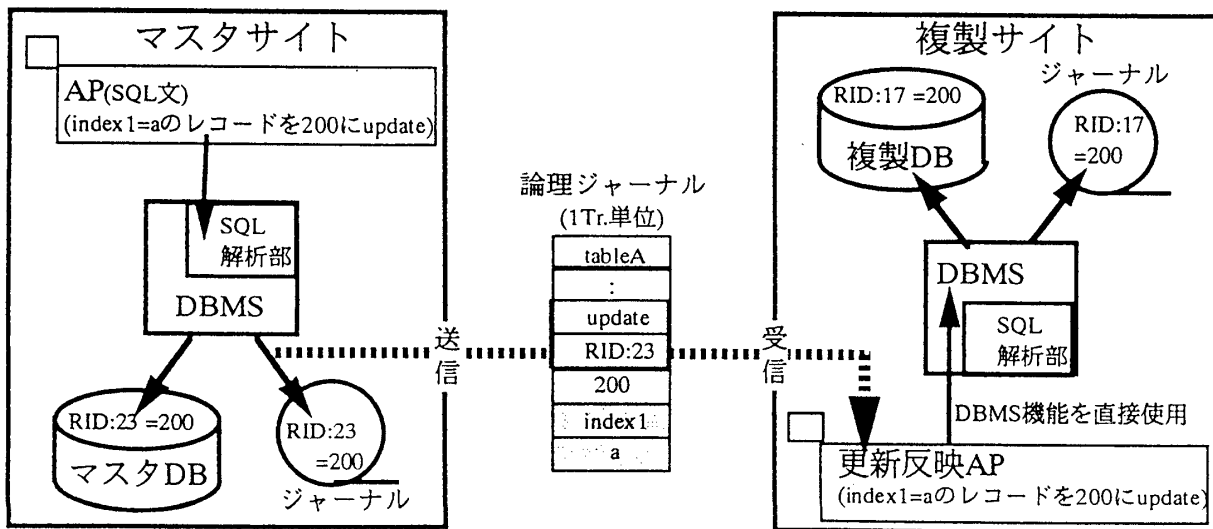 マスタサイト
AP(SQL文)
(index1=aのレコードを200にupdate)
SQL
解析部
DBMS
RID:23 =200
マスタDB
RID:23
=200
ジャーナル
送信
論理ジャーナル
(1Tr.単位)
tableA
:
update
RID:23
200
index1
a
受信
複製サイト
ジャーナル
RID:17 =200
複製DB
RID:17
=200
DBMS
SQL
解析部
DBMS機能を直接使用
更新反映AP
(index1=aのレコードを200にupdate)